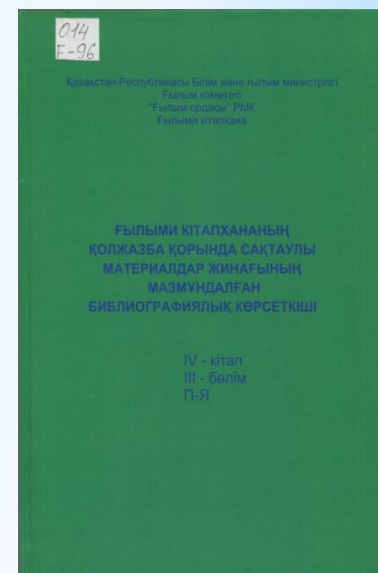 014
F-96
Қазақстан Республикасы Білім және ғылым министрлігі
Ғылым комитеті
"Ғылым ордасы" РМК
Ғылыми кітапхана
ҒЫЛЫМИ КІТАПХАНАНЫҢ
ҚОЛЖАЗБА ҚОРЫНДА САҚТАУЛЫ
МАТЕРИАЛДАР ЖИНАҒЫНЫҢ
МАЗМҰНДАЛҒАН
БИБЛИОГРАФИЯЛЫҚ КӨРСЕТКІШІ
IV - кітап
III - бөлім
П-Я